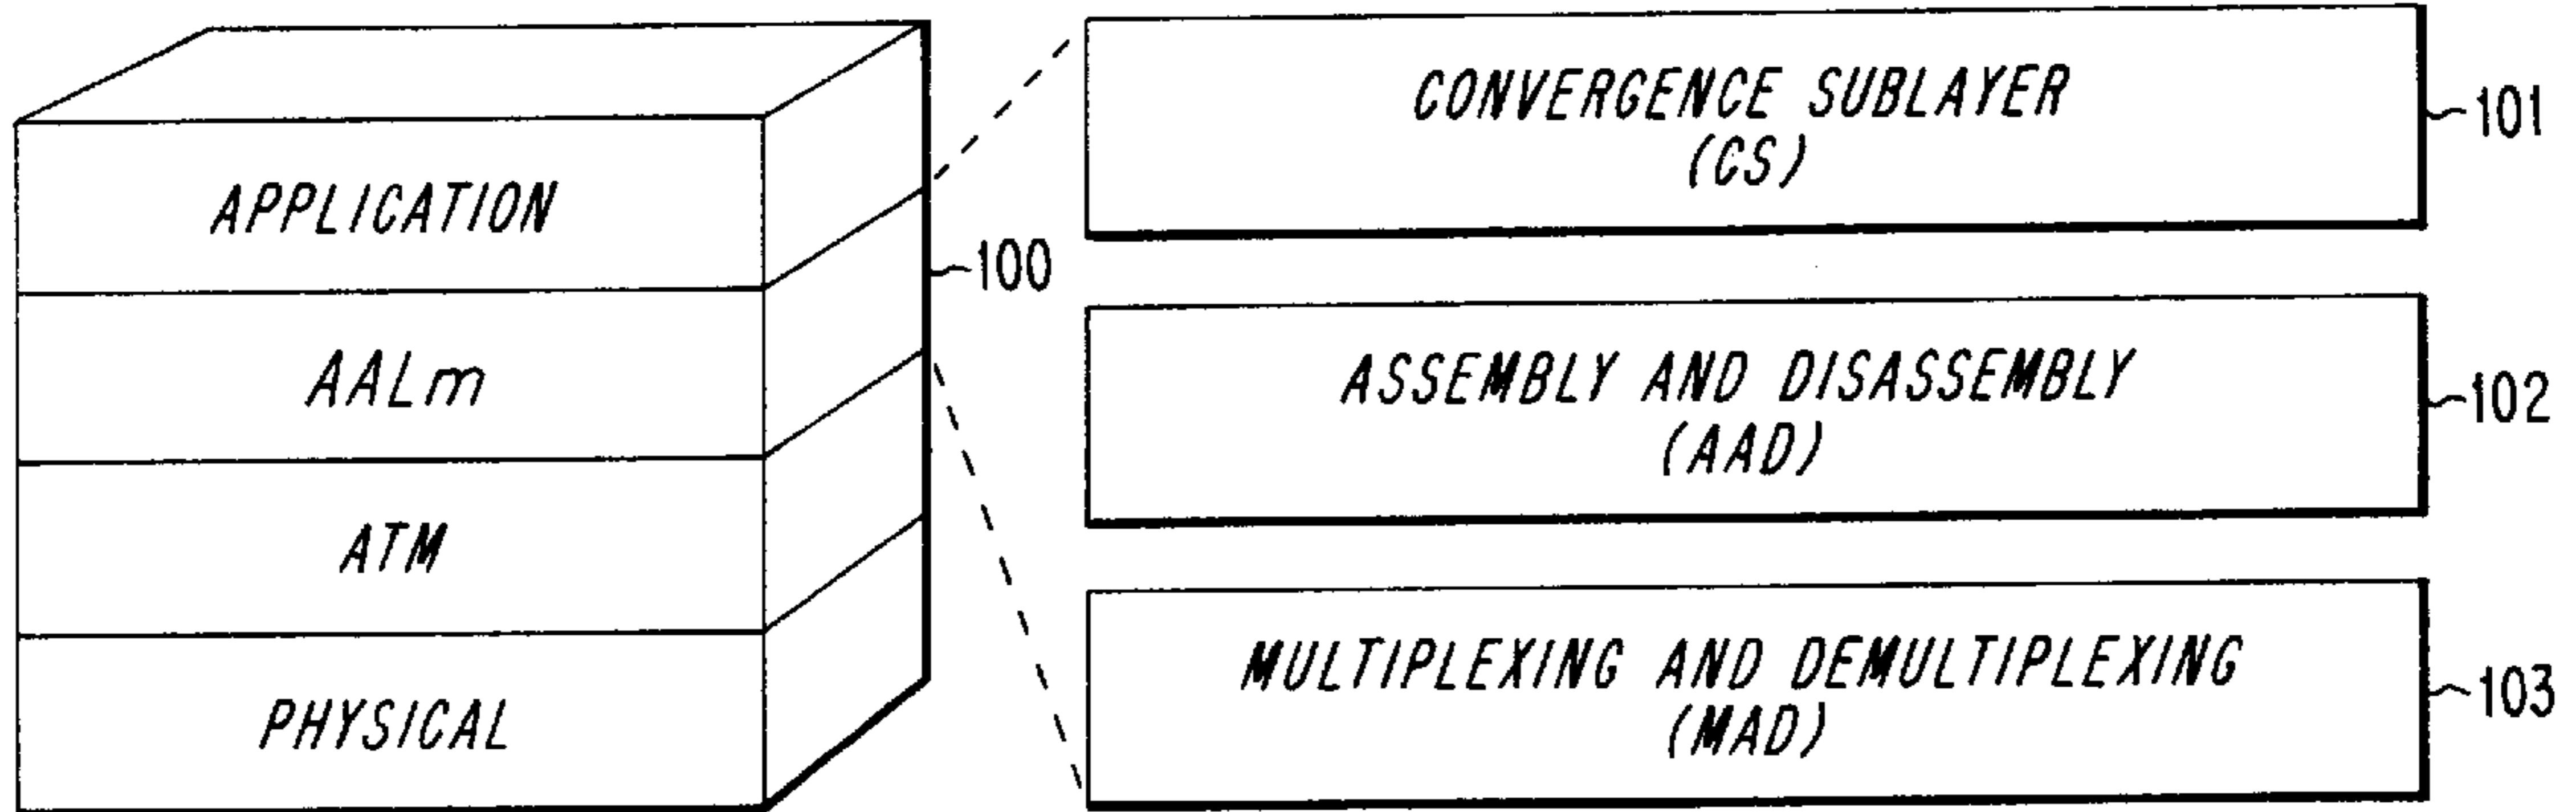 APPLICATION
AALm
ATM
PHYSICAL
100
CONVERGENCE SUBLAYER
(CS)
101
ASSEMBLY AND DISASSEMBLY
(AAD)
102
MULTIPLEXING AND DEMULTIPLEXING
(MAD)
103